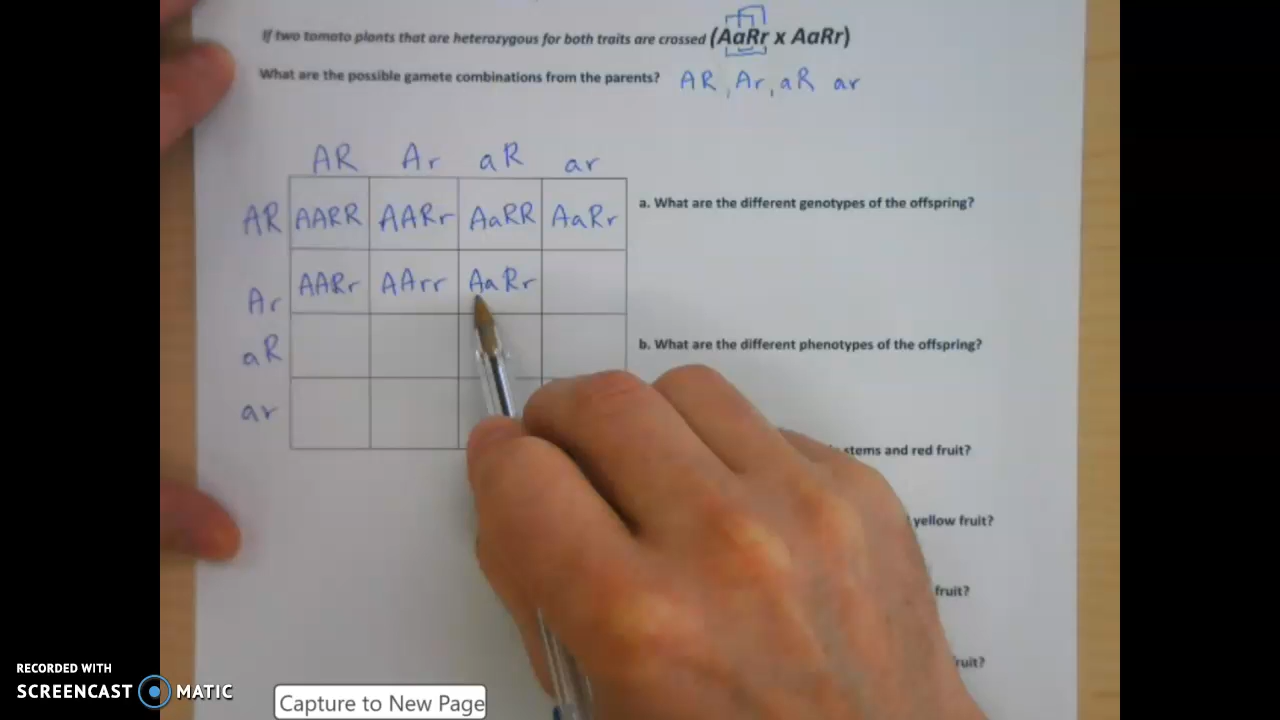 If two tomato plants that are heterozygous for both traits are crossed (AaRr x AaRr)
What are the possible gamete combinations from the parents? AR, Ar, aR ar
AR Ar aR ar
AR AARR AARr AaRR AaRr
Ar AARr AArr AaRr
aR
ar
a. What are the different genotypes of the offspring?
b. What are the different phenotypes of the offspring?
stems and red fruit?
yellow fruit?
fruit?
RECORDED WITH
SCREENCAST MATIC
Capture to New Page